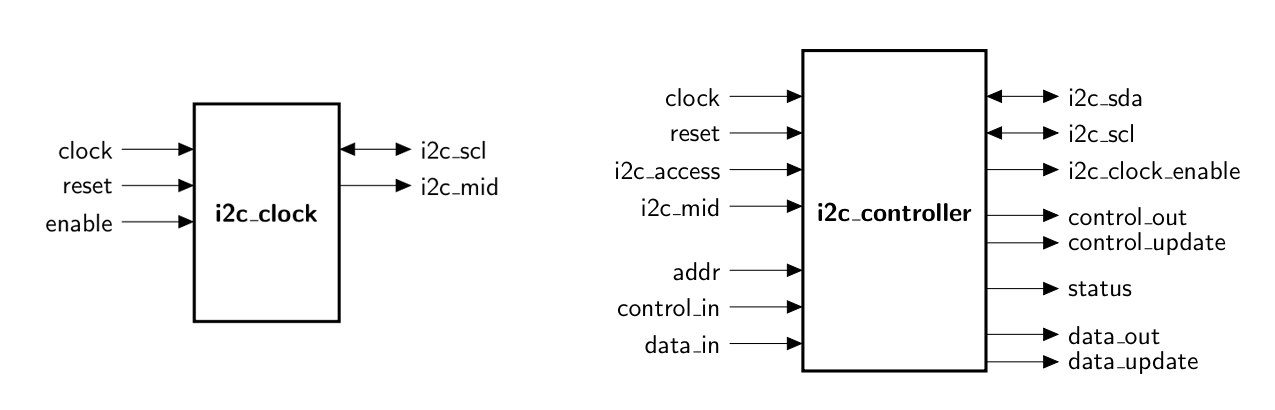 clock
reset
enable
i2c_clock
i2c_scl
i2c_mid
clock
reset
i2c_access
i2c_mid
addr
control_in
data_in
i2c_controller
i2c_sda
i2c_scl
i2c_clock_enable
control_out
control_update
status
data_out
data_update